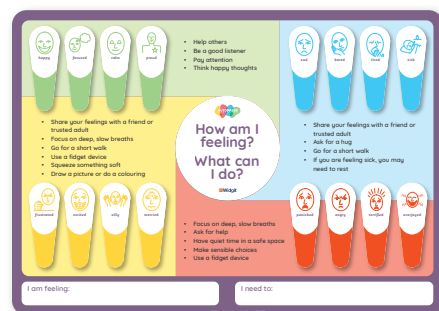 happy
focused
calm
proud
• Help others
• Be a good listener
• Pay attention
• Think happy thoughts
sad
bored
tired
sick
• Share your feelings with a friend or
trusted adult
• Focus on deep, slow breaths
• Go for a short walk
• Use a fidget device
• Squeeze something soft
• Draw a picture or do a colouring
How am I
feeling?
What can
I do?
Widgit
• Share your feelings with a friend or
trusted adult
• Ask for a hug
• Go for a short walk
• If you are feeling sick, you may
need to rest
frustrated
excited
silly
worried
• Focus on deep, slow breaths
• Ask for help
• Have quiet time in a safe space
• Make sensible choices
• Use a fidget device
panicked
angry
terrified
overjoyed
I am feeling:
I need to: